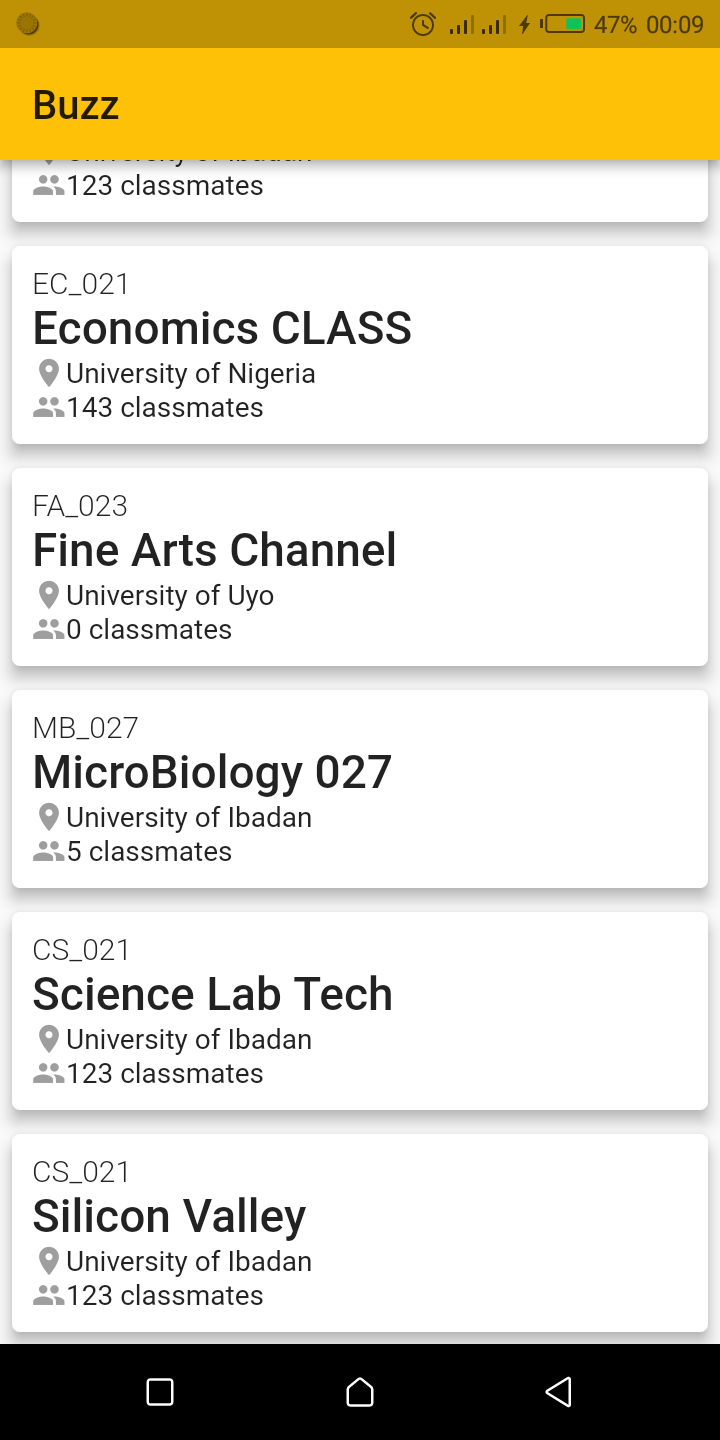 47% 00:09
Buzz
123 classmates
EC_021
Economics CLASS
University of Nigeria
143 classmates
FA_023
Fine Arts Channel
University of Uyo
0 classmates
MB_027
MicroBiology 027
University of Ibadan
5 classmates
CS_021
Science Lab Tech
University of Ibadan
123 classmates
CS_021
Silicon Valley
University of Ibadan
123 classmates